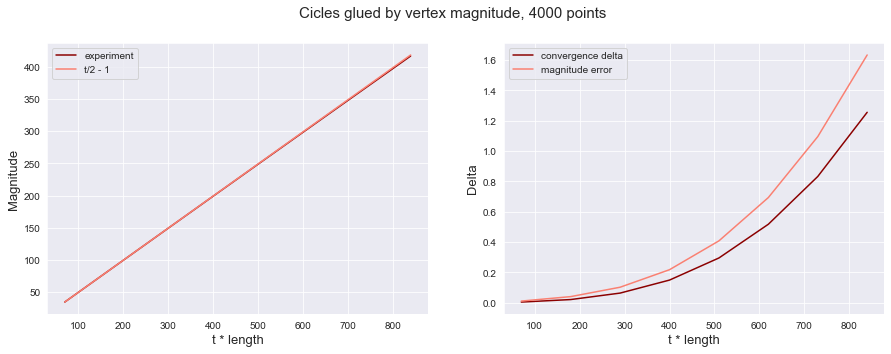 Cicles glued by vertex magnitude, 4000 points
experiment
t/2 - 1
Magnitude
400
350
300
250
200
150
100
50
100 200 300 400 500 600 700 800
t * length
convergence delta
magnitude error
Delta
1.6
1.4
1.2
1.0
0.8
0.6
0.4
0.2
0.0
100 200 300 400 500 600 700 800
t * length